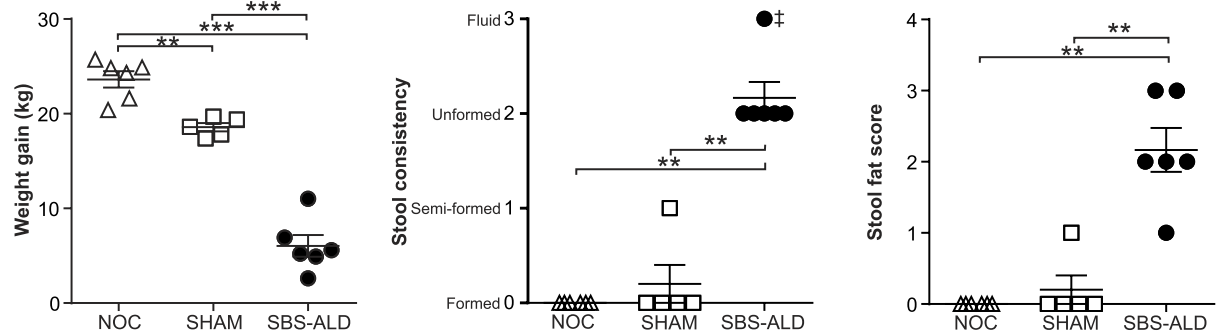 Weight gain (kg)
30
20
10
0
***
***
**
NOC SHAM SBS-ALD
Stool consistency
Fluid 3
Unformed 2
Semi-formed 1
Formed 0
‡
**
**
NOC SHAM SBS-ALD
Stool fat score
4
3
2
1
0
**
**
NOC SHAM SBS-ALD